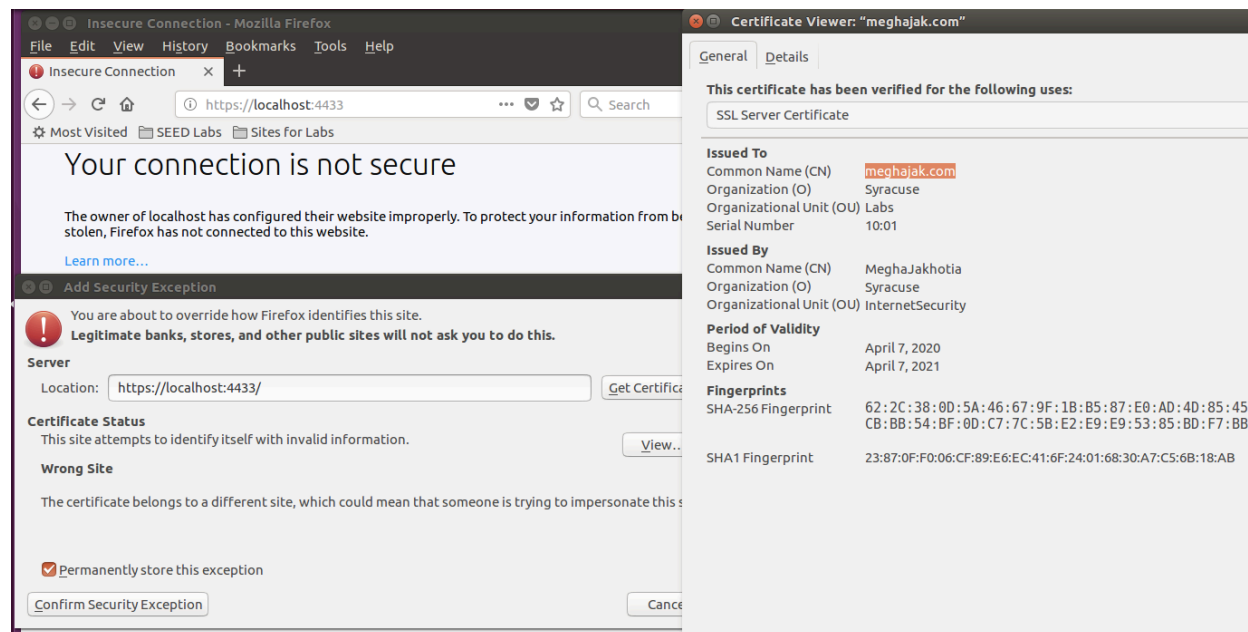 Insecure Connection - Mozilla Firefox
File Edit View History Bookmarks Tools Help
Insecure Connection
https://localhost:4433
Search
Most Visited SEED Labs Sites for Labs
Your connection is not secure
The owner of localhost has configured their website improperly. To protect your information from
stolen, Firefox has not connected to this website.
Learn more...
Add Security Exception
You are about to override how Firefox identifies this site.
Legitimate banks, stores, and other public sites will not ask you to do this.
Server
Location: https://localhost:4433/
Get
Certificate Status
This site attempts to identify itself with invalid information.
View..
Wrong Site
The certificate belongs to a different site, which could mean that someone is trying to impersonate this
Permanently store this exception
Confirm Security Exception
Certificate Viewer: “meghajak.com”
General Details
This certificate has been verified for the following uses:
SSL Server Certificate
Issued To
Common Name (CN) meghajak.com
Organization (O) Syracuse
Organizational Unit (OU) Labs
Serial Number 10:01
Issued By
Common Name (CN) MeghaJakhotia
Organization (O) Syracuse
Organizational Unit (OU) InternetSecurity
Period of Validity
Begins On April 7, 2020
Expires On April 7, 2021
Fingerprints
SHA-256 Fingerprint 62:2C:38:0D:5A:46:67:9F:1B:B5:87:E0:AD:4D:85:45
CB:BB:54:BF:0D:C7:7C:5B:E2:E9:E9:53:85:BD:F7:BB
SHA1 Fingerprint 23:87:0F:F0:06:CF:89:E6:EC:41:6F:24:01:68:30:A7:C5:6B:18:AB